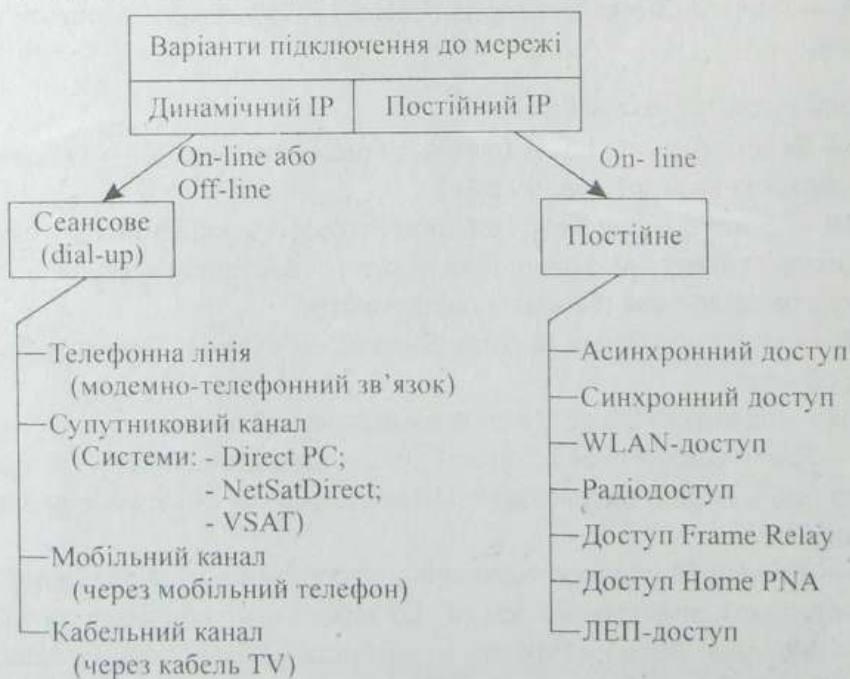 Варіанти підключення до мережі
Динамічний IP
Постійний IP
On-line або
Off-line
On- line
Сеансове
(dial-up)
Постійне
Телефонна лінія
(модемно-телефонний зв’язок)
Супутниковий канал
(Системи: - Direct PC;
- NetSatDirect;
- VSAT)
Мобільний канал
(через мобільний телефон)
Кабельний канал
(через кабель TV)
Асинхронний доступ
Синхронний доступ
WLAN-доступ
Радіодоступ
Доступ Frame Relay
Доступ Home PNA
ЛЕП-доступ